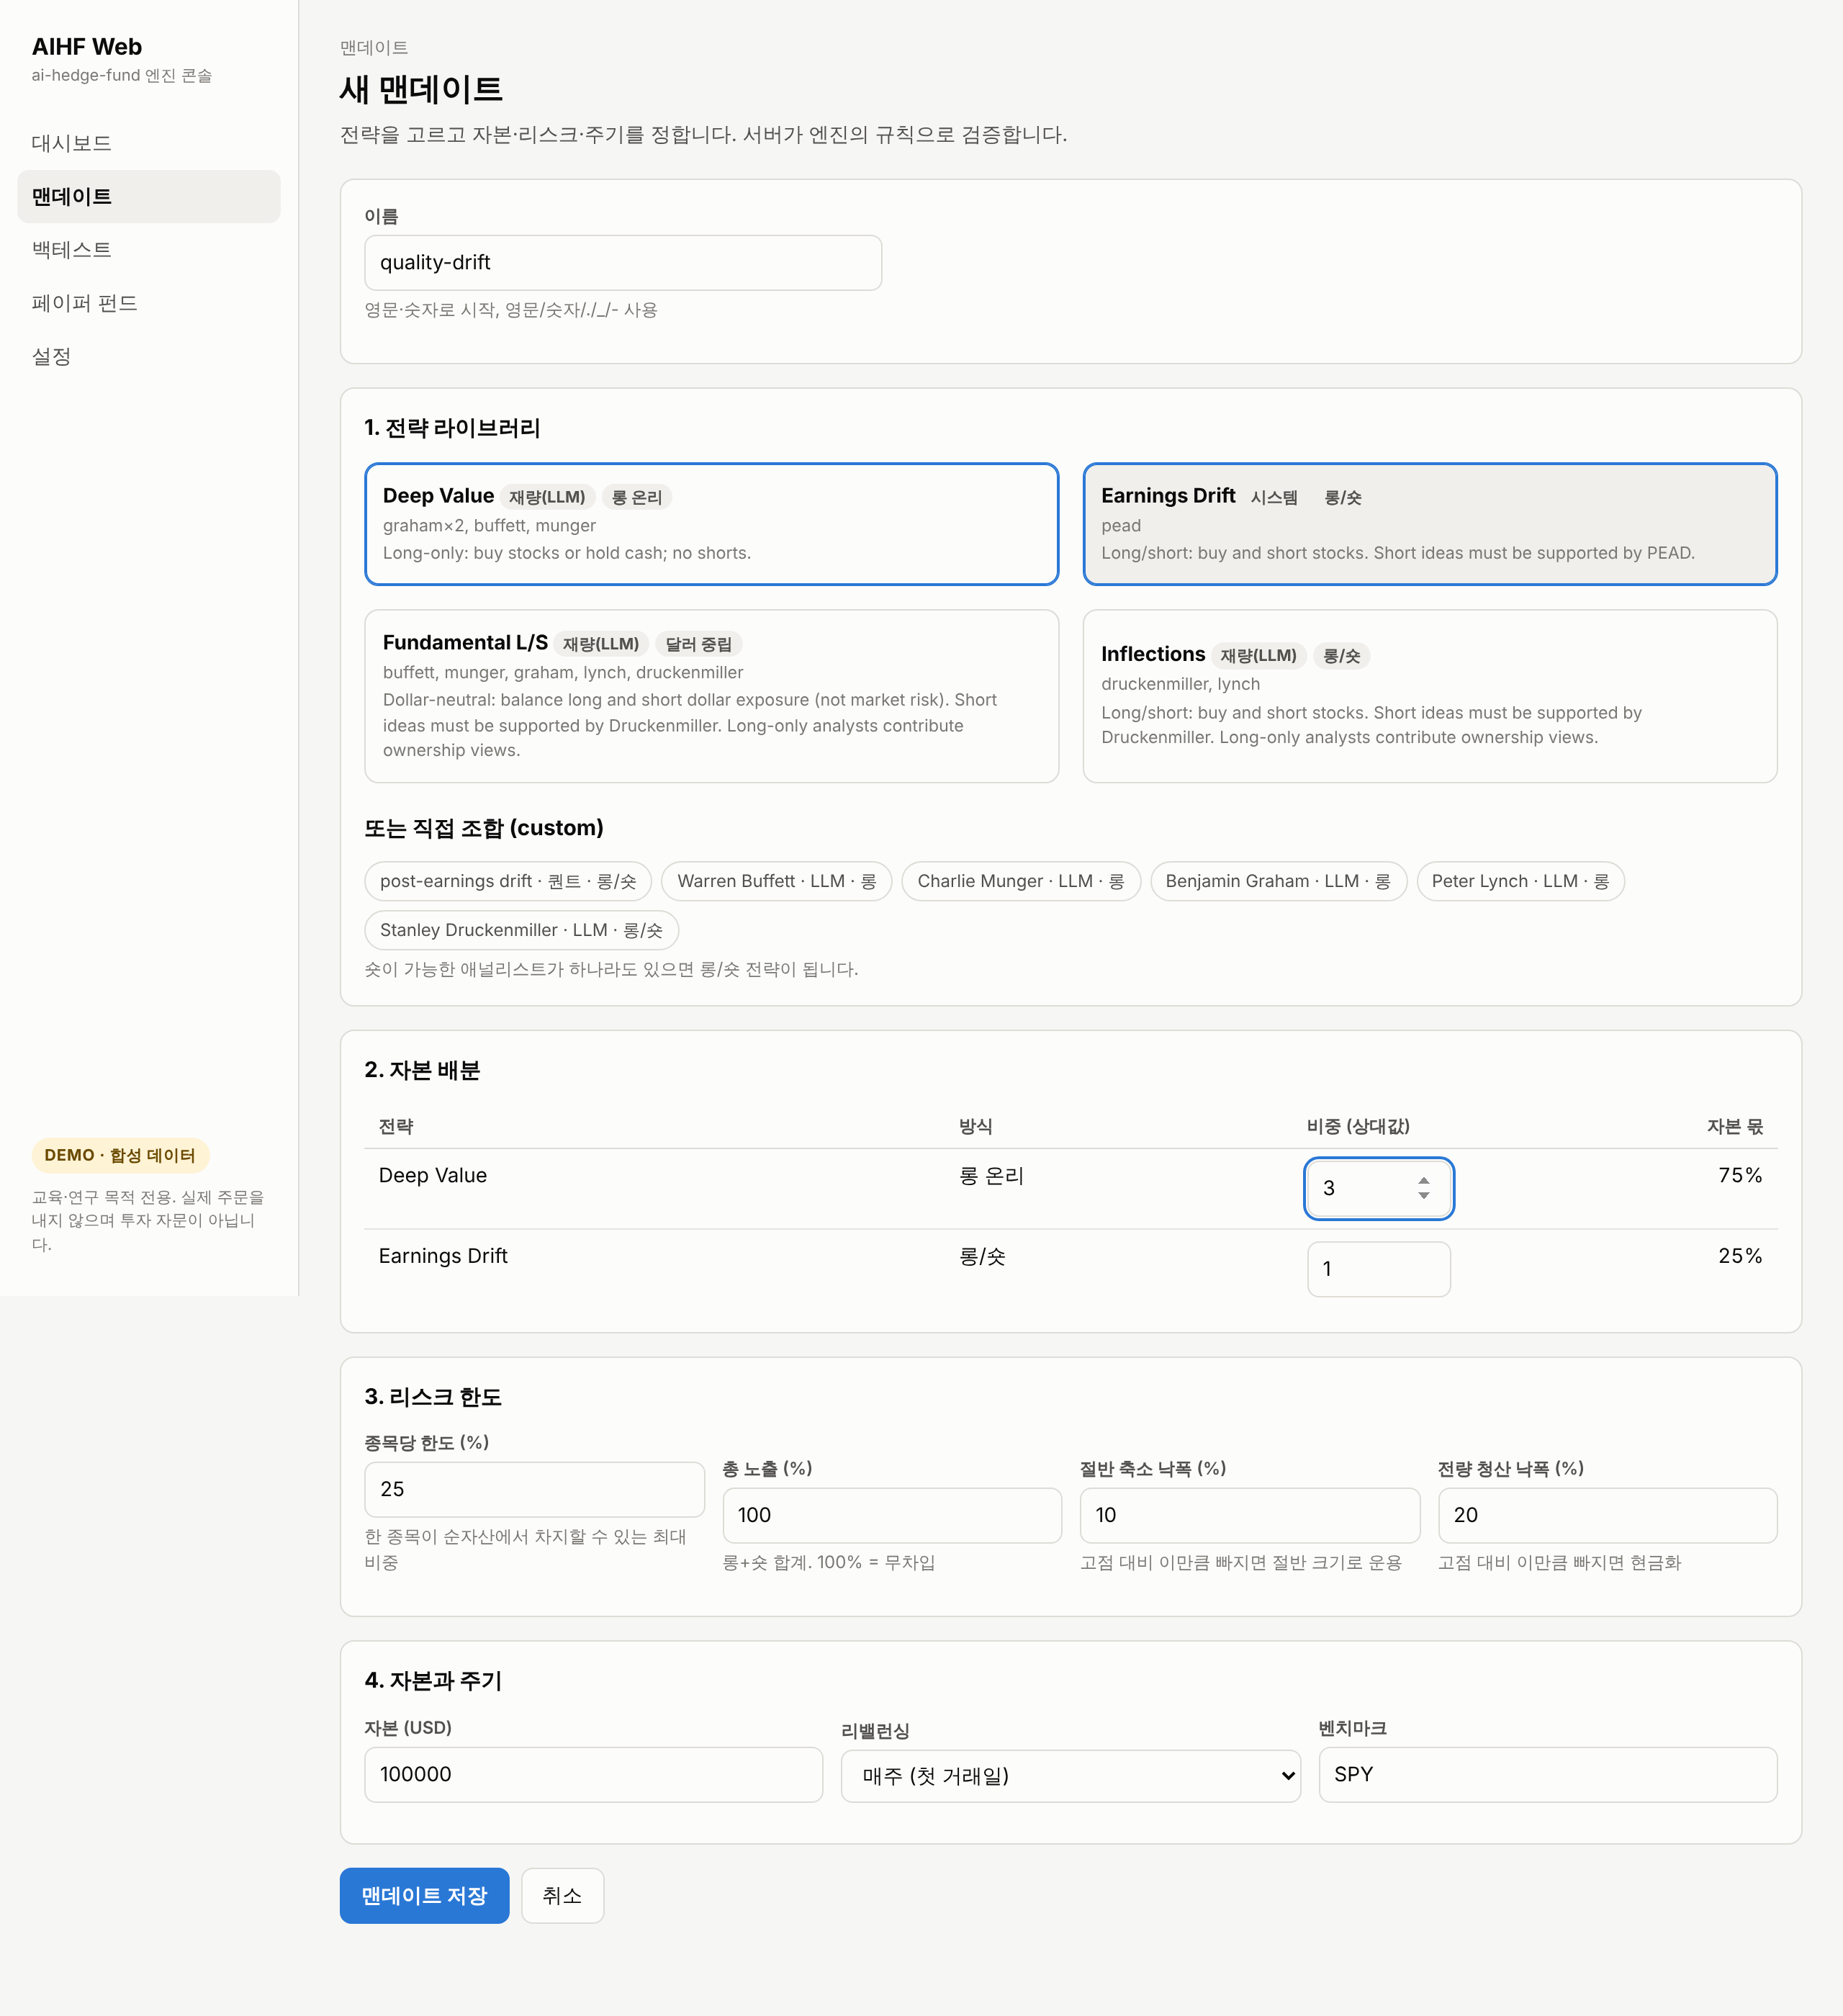 AIHF Web
ai-hedge-fund 엔진 콘솔
대시보드
맨데이트
백테스트
페이퍼 펀드
설정
DEMO · 합성 데이터
교육·연구 목적 전용. 실제 주문을
내지 않으며 투자 자문이 아닙니
다.
맨데이트
새 맨데이트
전략을 고르고 자본·리스크·주기를 정합니다. 서버가 엔진의 규칙으로 검증합니다.
이름
quality-drift
영문·숫자로 시작, 영문/숫자/./_/- 사용
1. 전략 라이브러리
Deep Value 재량(LLM) 롱 온리
graham×2, buffett, munger
Long-only: buy stocks or hold cash; no shorts.
Earnings Drift 시스템 롱/숏
pead
Long/short: buy and short stocks. Short ideas must be supported by PEAD.
Fundamental L/S 재량(LLM) 달러 중립
buffett, munger, graham, lynch, druckenmiller
Dollar-neutral: balance long and short dollar exposure (not market risk). Short
ideas must be supported by Druckenmiller. Long-only analysts contribute
ownership views.
Inflections 재량(LLM) 롱/숏
druckenmiller, lynch
Long/short: buy and short stocks. Short ideas must be supported by
Druckenmiller. Long-only analysts contribute ownership views.
또는 직접 조합 (custom)
post-earnings drift · 퀀트 · 롱/숏 Warren Buffett · LLM · 롱 Charlie Munger · LLM · 롱 Benjamin Graham · LLM · 롱 Peter Lynch · LLM · 롱
Stanley Druckenmiller · LLM · 롱/숏
숏이 가능한 애널리스트가 하나라도 있으면 롱/숏 전략이 됩니다.
2. 자본 배분
전략 방식 비중 (상대값) 자본 몫
Deep Value 롱 온리 3 75%
Earnings Drift 롱/숏 1 25%
3. 리스크 한도
종목당 한도 (%)
25
한 종목이 순자산에서 차지할 수 있는 최대
비중
총 노출 (%)
100
롱+숏 합계. 100% = 무차입
절반 축소 낙폭 (%)
10
고점 대비 이만큼 빠지면 절반 크기로 운용
전량 청산 낙폭 (%)
20
고점 대비 이만큼 빠지면 현금화
4. 자본과 주기
자본 (USD)
100000
리밸런싱
매주 (첫 거래일)
벤치마크
SPY
맨데이트 저장 취소